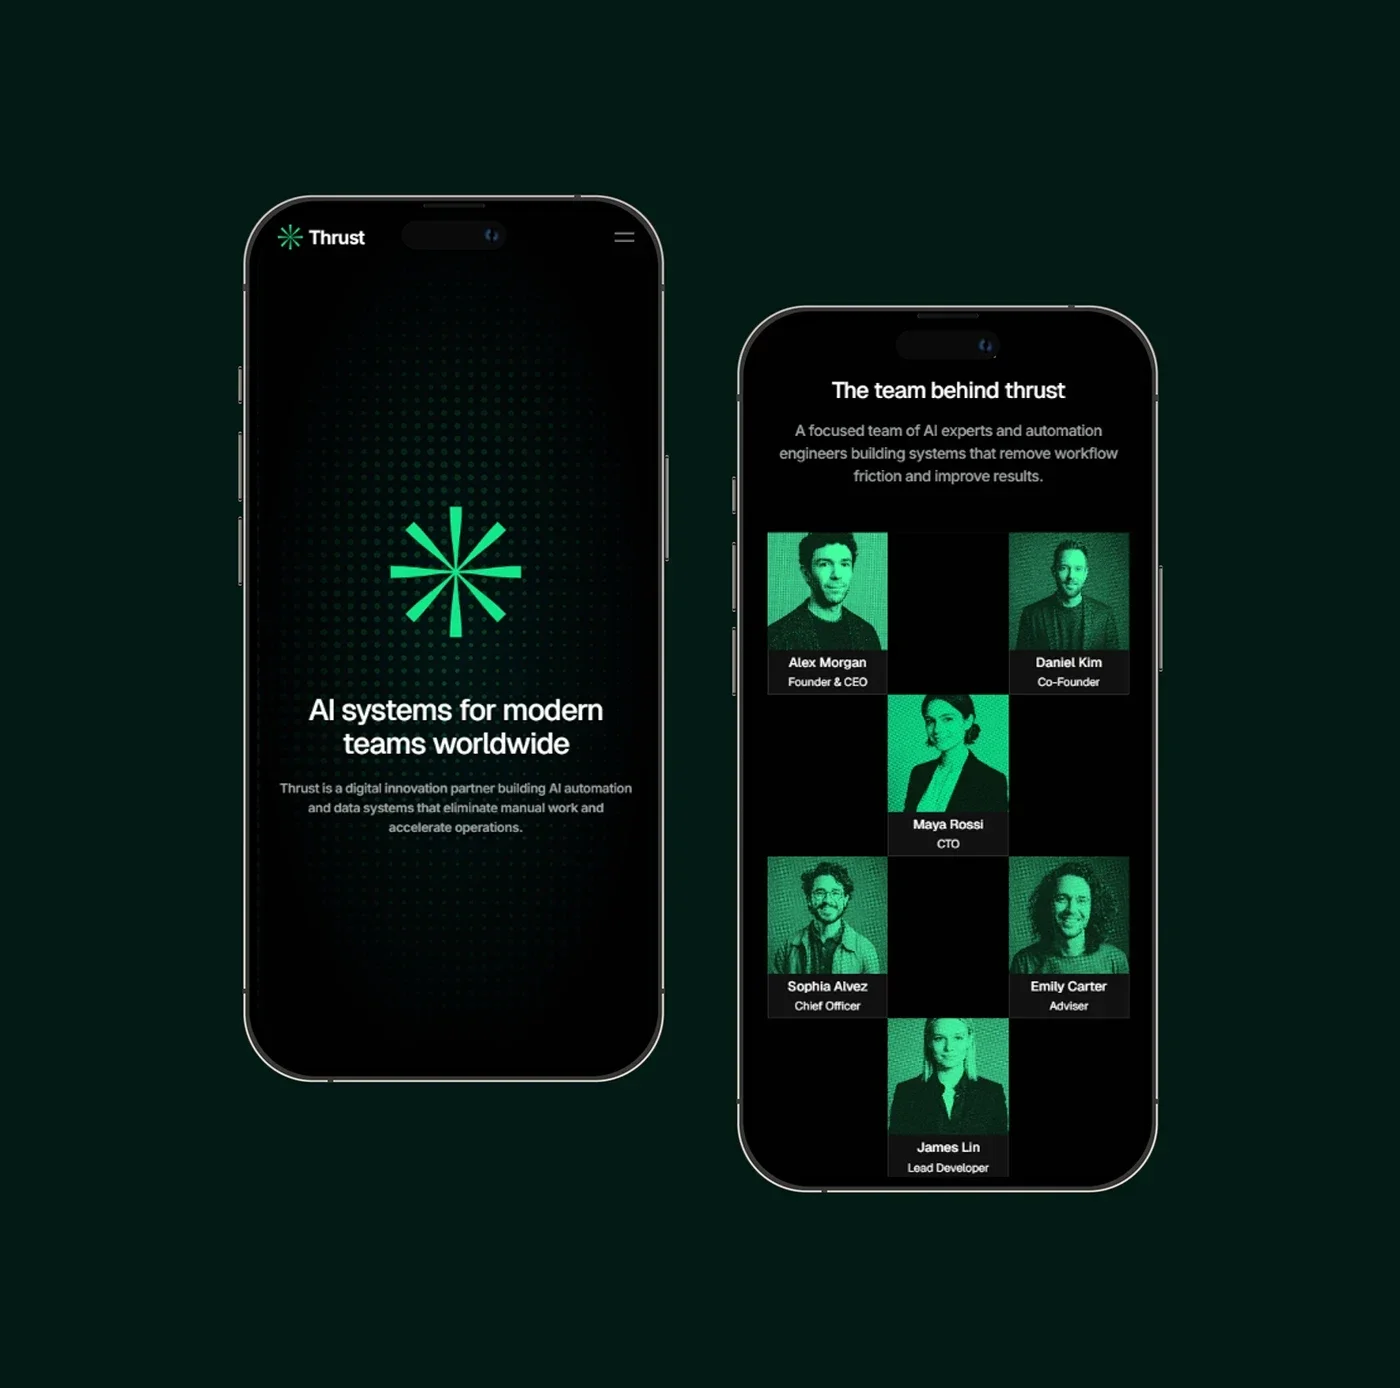 Thrust
AI systems for modern
teams worldwide
Thrust is a digital innovation partner building AI automation
and data systems that eliminate manual work and
accelerate operations.
The team behind thrust
A focused team of AI experts and automation
engineers building systems that remove workflow
friction and improve results.
Alex Morgan
Founder & CEO
Daniel Kim
Co-Founder
Maya Rossi
CTO
Sophia Alvez
Chief Officer
Emily Carter
Adviser
James Lin
Lead Developer